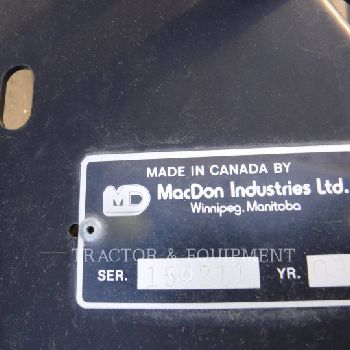 MADE IN CANADA BY
MD MacDon Industries Ltd.
Winnipeg, Manitoba
TRACTOR & EQUIPMENT
SER. YR.